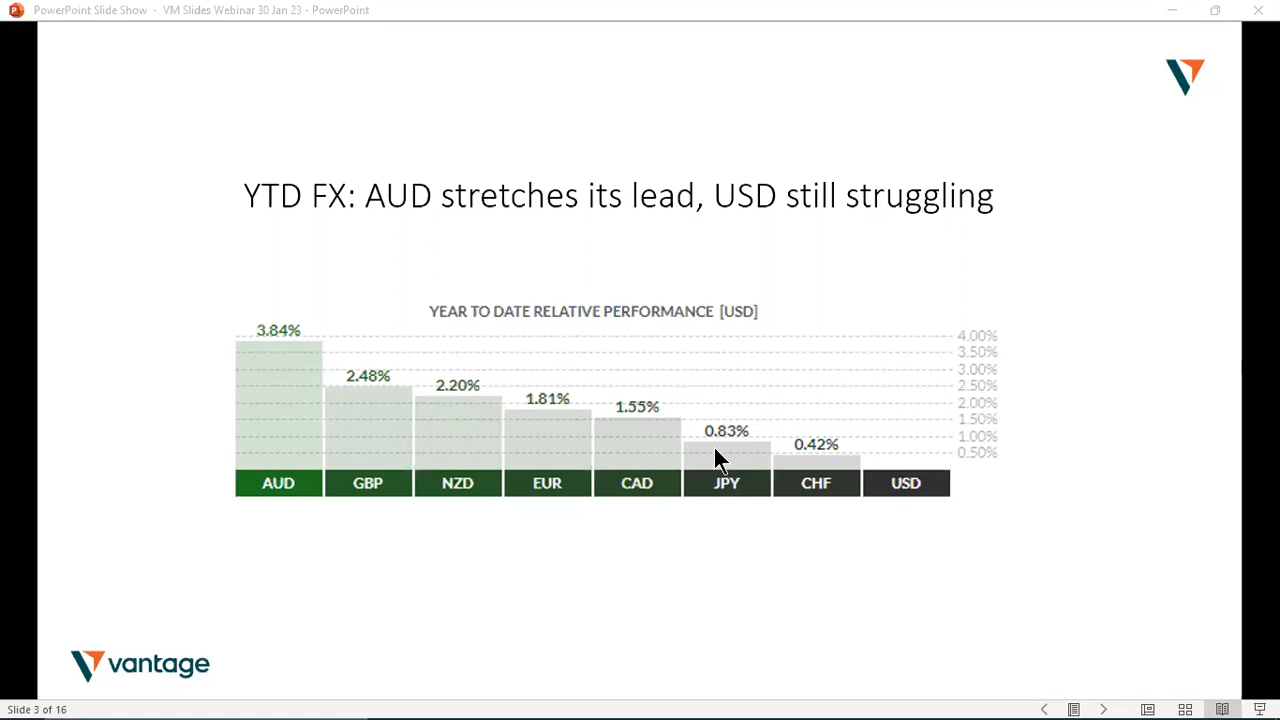 PowerPoint Slide Show - VM Slides Webinar 30 Jan 23 - PowerPoint
YTD FX: AUD stretches its lead, USD still struggling
YEAR TO DATE RELATIVE PERFORMANCE [USD]
3.84%
2.48%
2.20%
1.81%
1.55%
0.83%
0.42%
4.00%
3.50%
3.00%
2.50%
2.00%
1.50%
1.00%
0.50%
AUD GBP NZD EUR CAD JPY CHF USD
vantage
Slide 3 of 16